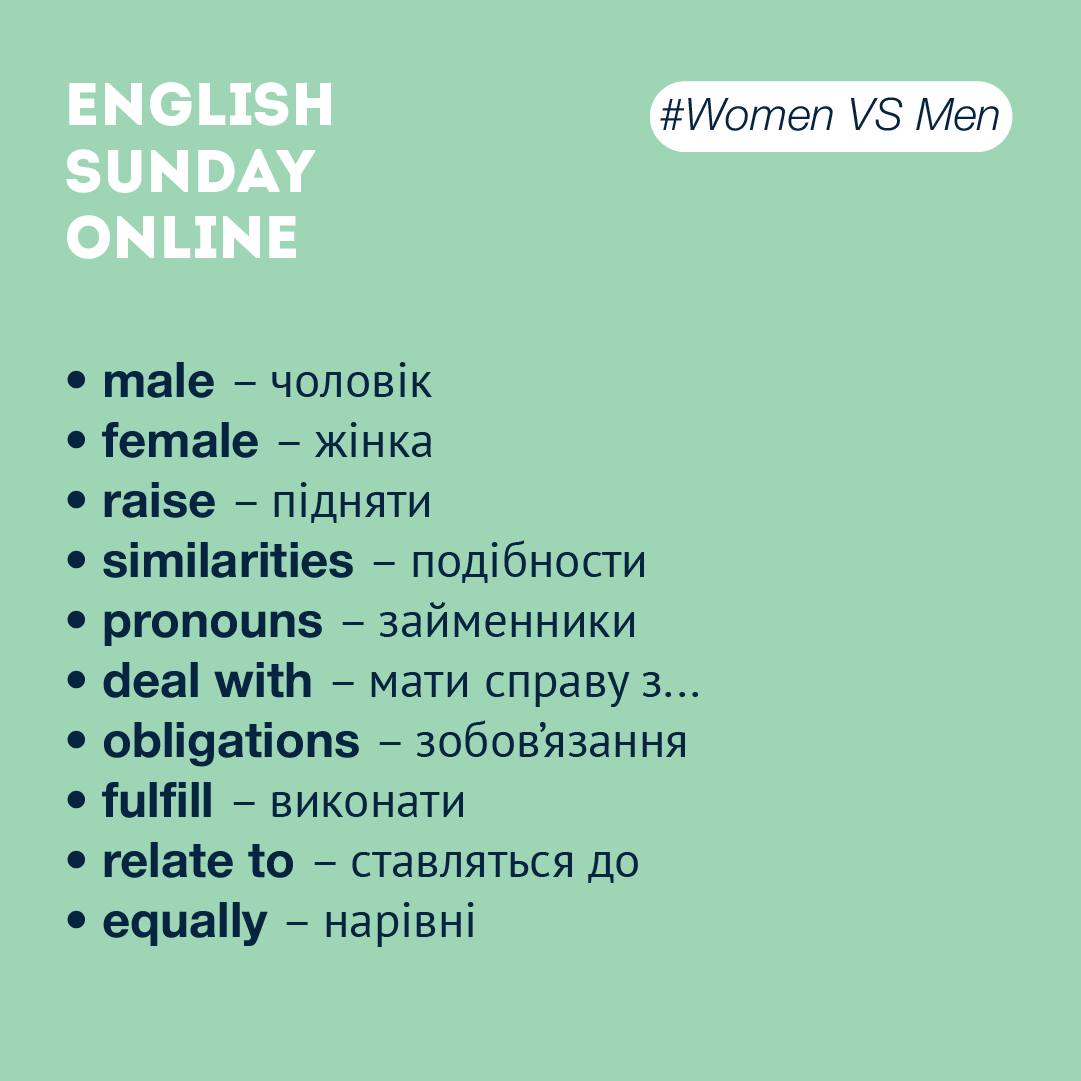 ENGLISH
SUNDAY
ONLINE
#Women VS Men
• male – чоловік
• female – жінка
• raise – підняти
• similarities – подібности
• pronouns – займенники
• deal with – мати справу з...
• obligations – зобов’язання
• fulfill – виконати
• relate to – ставляться до
• equally – нарівні